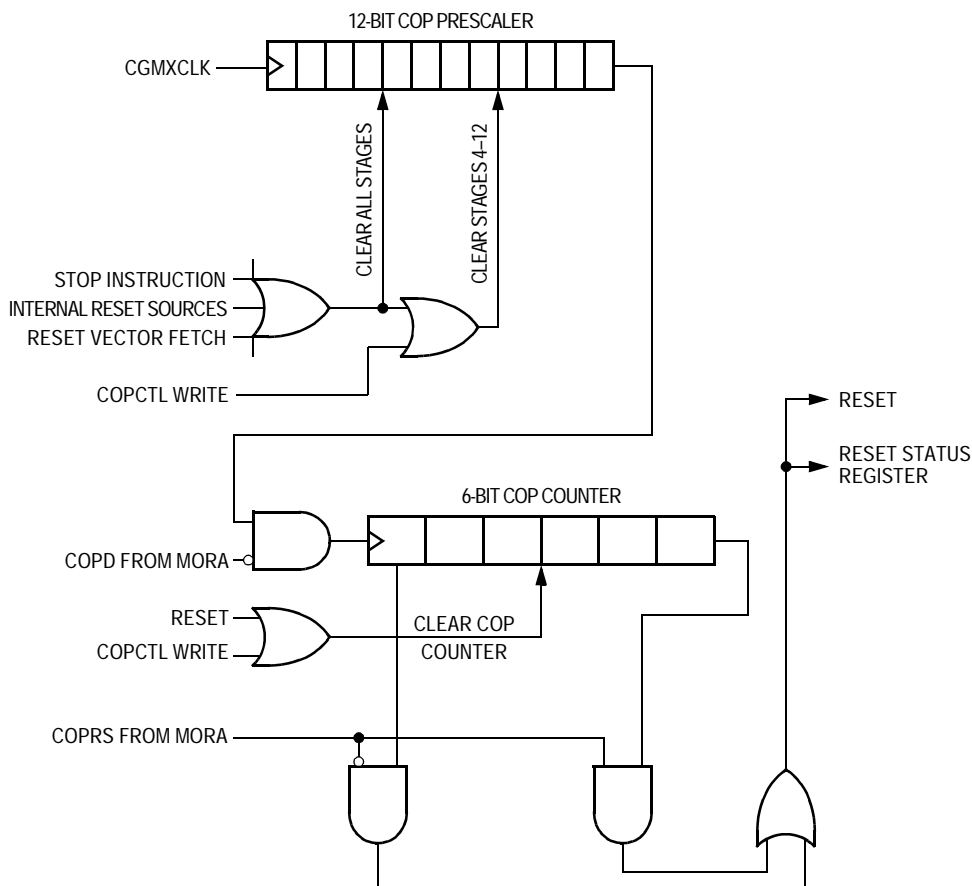 12-BIT COP PRESCALER
CGMXCLK
CLEAR ALL STAGES
CLEAR STAGES 4–12
STOP INSTRUCTION
INTERNAL RESET SOURCES
RESET VECTOR FETCH
COPCTL WRITE
RESET
RESET STATUS
REGISTER
6-BIT COP COUNTER
COPD FROM MORA
RESET
CLEAR COP
COUNTER
COPCTL WRITE
COPRS FROM MORA